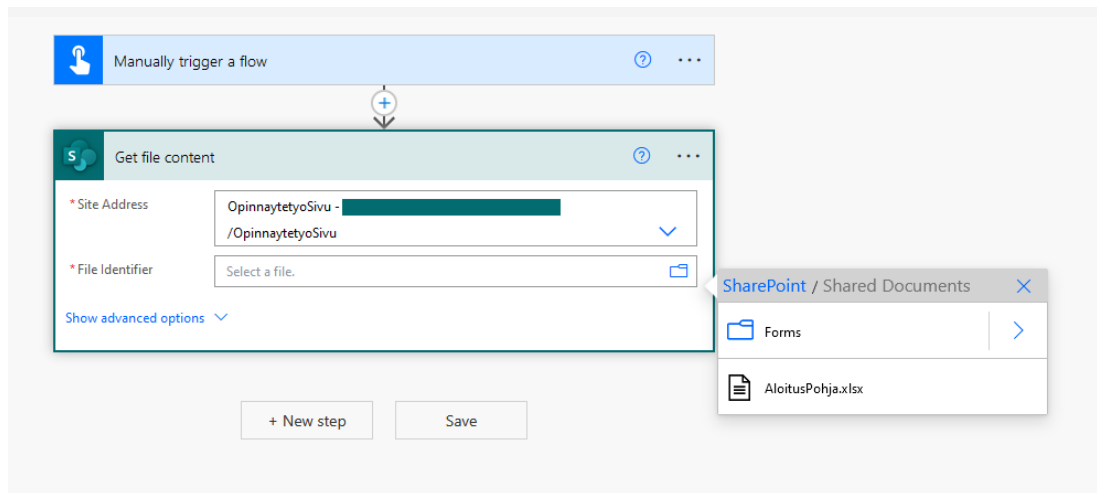 Manually trigger a flow
Get file content
* Site Address
OpinnaytetyoSivu -
/OpinnaytetyoSivu
* File Identifier
Select a file.
Show advanced options
SharePoint / Shared Documents
Forms
AloitusPohja.xlsx
+ New step
Save